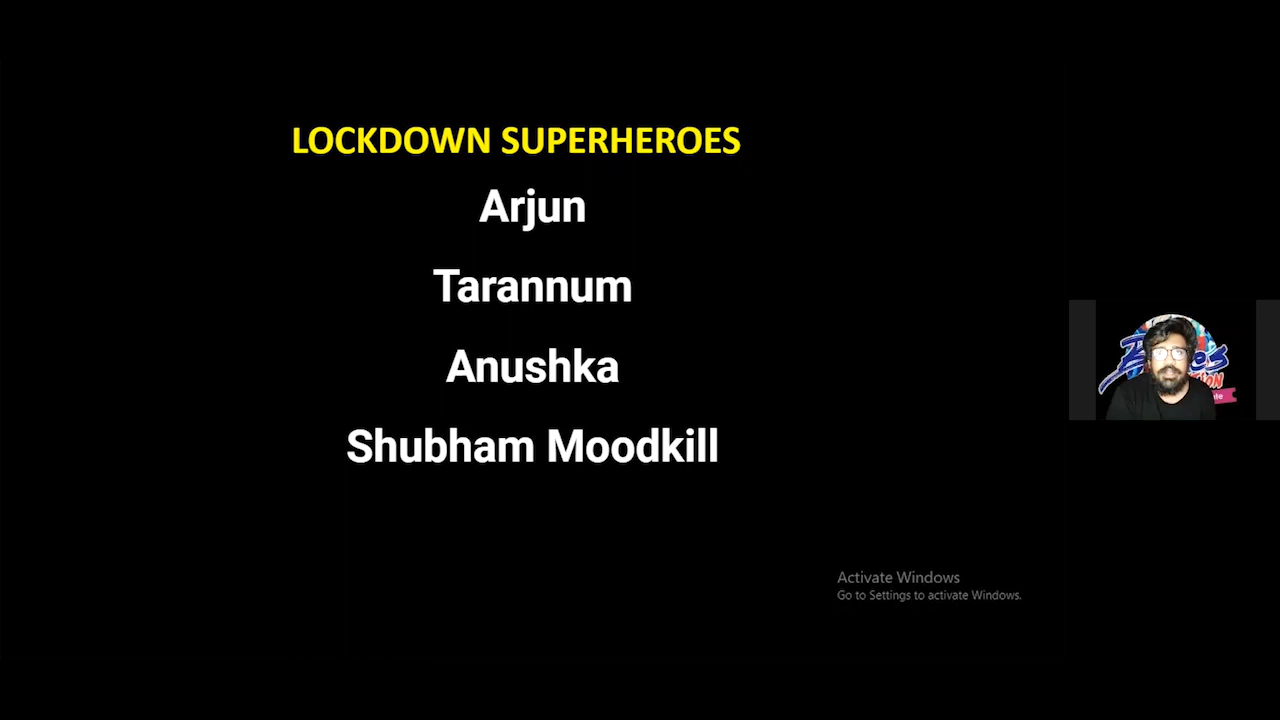 LOCKDOWN SUPERHEROES
Arjun
Tarannum
Anushka
Shubham Moodkill
Activate Windows
Go to Settings to activate Windows.